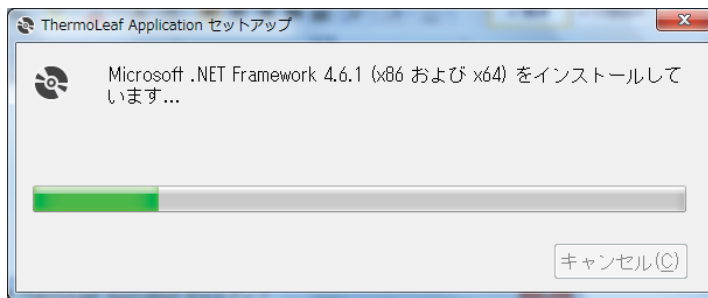 ThermoLeaf Application セットアップ
Microsoft .NET Framework 4.6.1 (x86 および x64) をインストールして
います...
キャンセル(C)